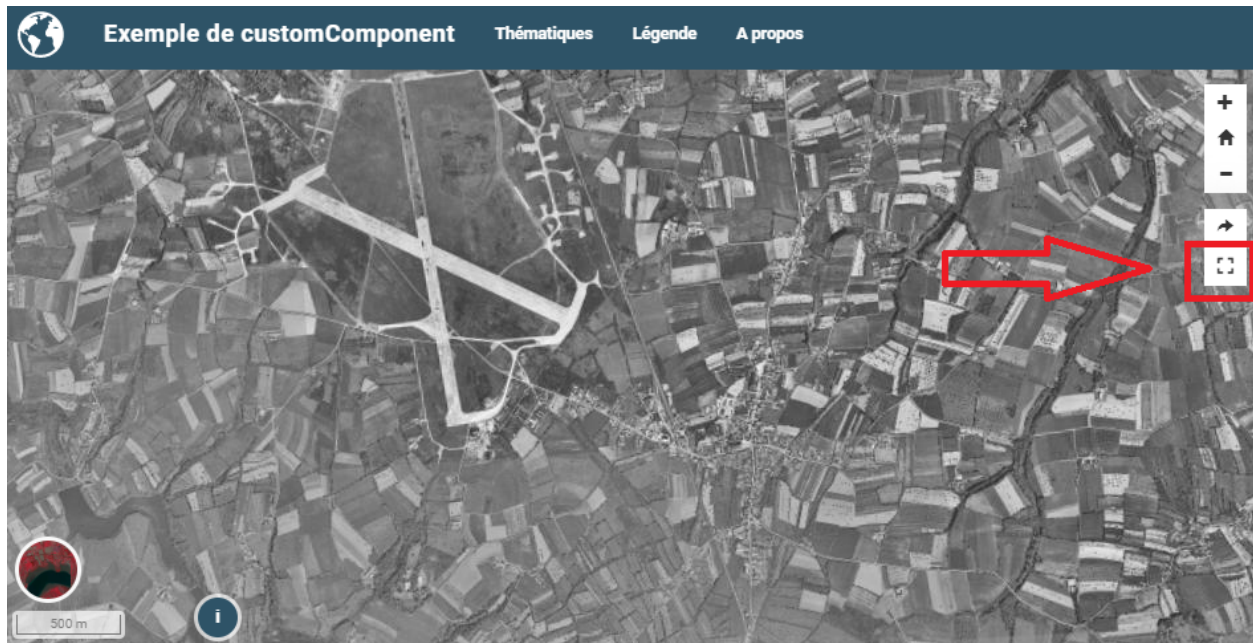 Exemple de customComponent
Thématiques
Légende
A propos
+
-
500 m
i